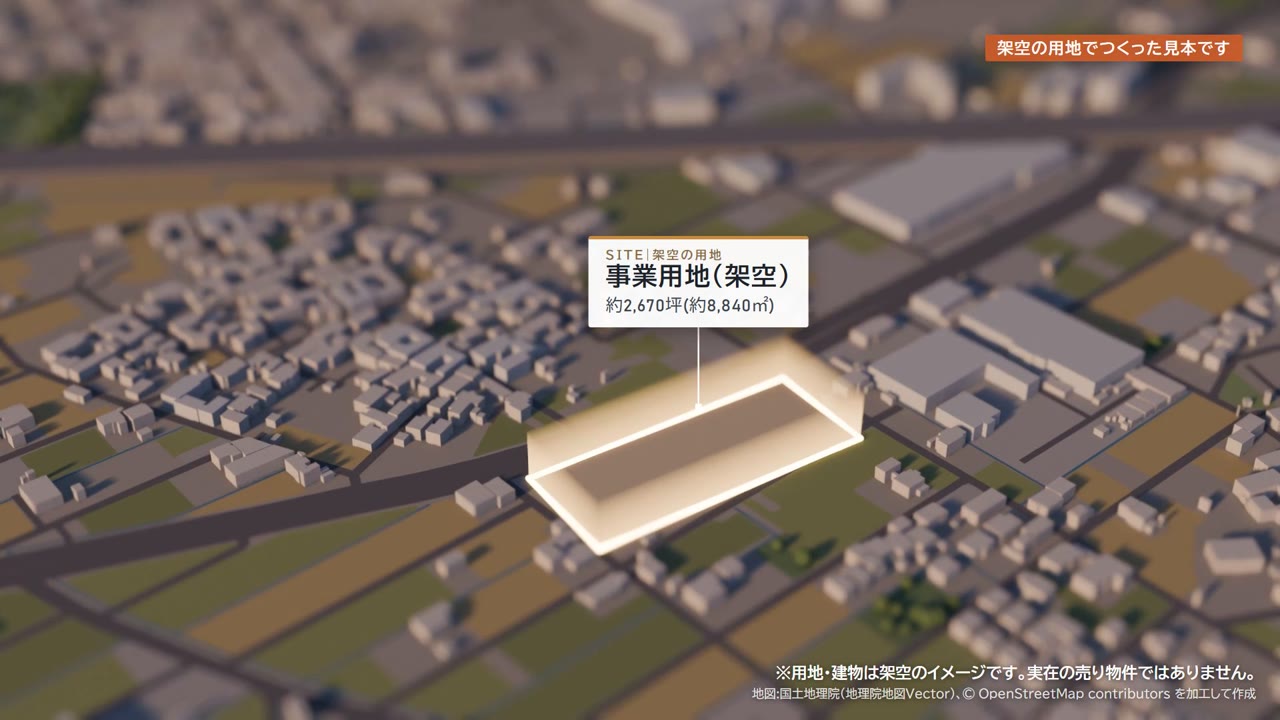 架空の用地でつくった見本です
SITE|架空の用地
事業用地(架空)
約2,670坪(約8,840㎡)
※用地・建物は架空のイメージです。実在の売り物件ではありません。
地図:国土地理院(地理院地図Vector)、© OpenStreetMap contributors を加工して作成